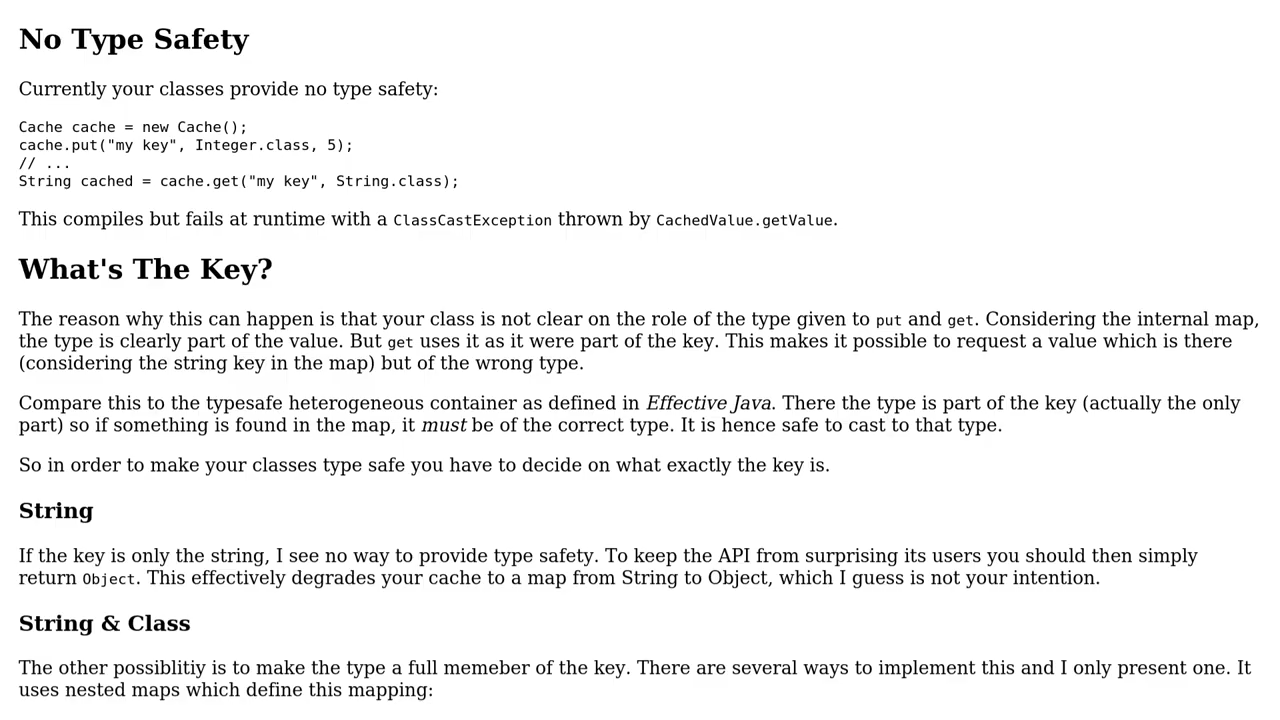 No Type Safety
Currently your classes provide no type safety:
Cache cache = new Cache();
cache.put("my key", Integer.class, 5);
// ...
String cached = cache.get("my key", String.class);
This compiles but fails at runtime with a ClassCastException thrown by CachedValue.getValue.
What's The Key?
The reason why this can happen is that your class is not clear on the role of the type given to put and get. Considering the internal map,
the type is clearly part of the value. But get uses it as it were part of the key. This makes it possible to request a value which is there
(considering the string key in the map) but of the wrong type.
Compare this to the typesafe heterogeneous container as defined in Effective Java. There the type is part of the key (actually the only
part) so if something is found in the map, it must be of the correct type. It is hence safe to cast to that type.
So in order to make your classes type safe you have to decide on what exactly the key is.
String
If the key is only the string, I see no way to provide type safety. To keep the API from surprising its users you should then simply
return Object. This effectively degrades your cache to a map from String to Object, which I guess is not your intention.
String & Class
The other possiblitiy is to make the type a full memeber of the key. There are several ways to implement this and I only present one. It
uses nested maps which define this mapping: